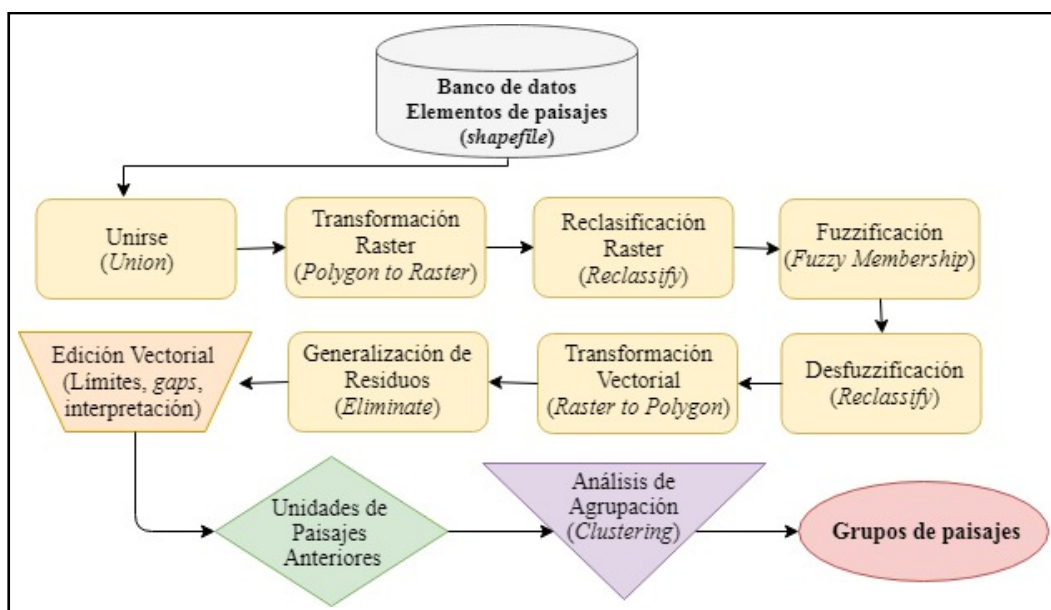 Banco de datos
Elementos de paisajes
(shapefile)
Unirse
(Union)
Transformación
Raster
(Polygon to Raster)
Reclasificación
Raster
(Reclassify)
Fuzzificación
(Fuzzy Membership)
Desfuzzificación
(Reclassify)
Transformación
Vectorial
(Raster to Polygon)
Generalización de
Residuos
(Eliminate)
Edición Vectorial
(Límites, gaps,
interpretación)
Unidades de
Paisajes
Anteriores
Análisis de
Agrupación
(Clustering)
Grupos de paisajes